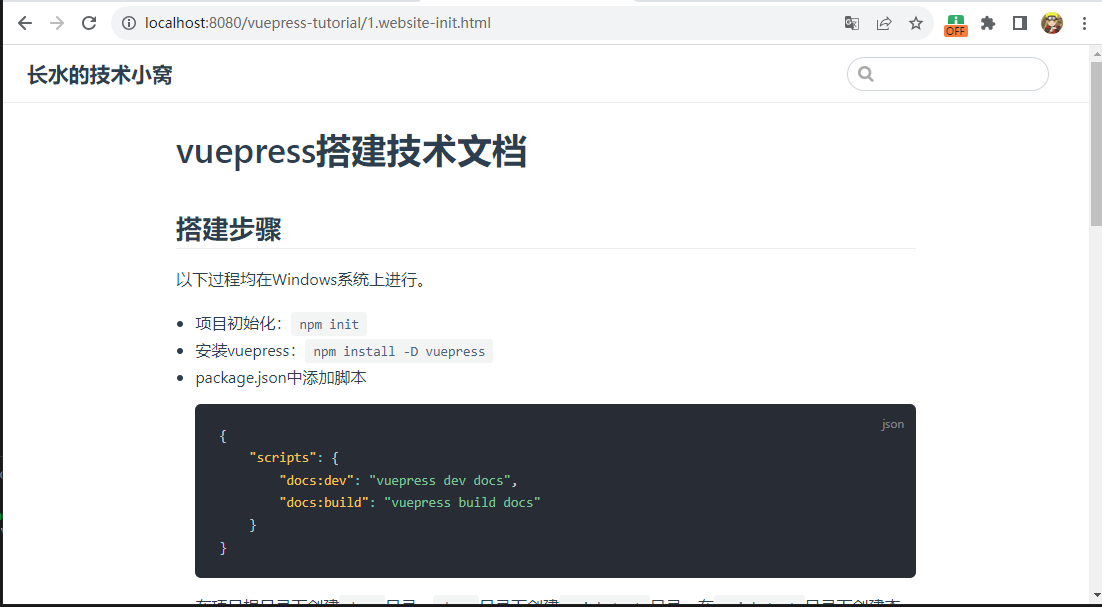 localhost:8080/vuepress-tutorial/1.website-init.html
OFF
长水的技术小窝
vuepress搭建技术文档
搭建步骤
以下过程均在Windows系统上进行。
项目初始化： npm init
安装vuepress： npm install -D vuepress
package.json中添加脚本
json
{
"scripts": {
"docs:dev": "vuepress dev docs",
"docs:build": "vuepress build docs"
}
}